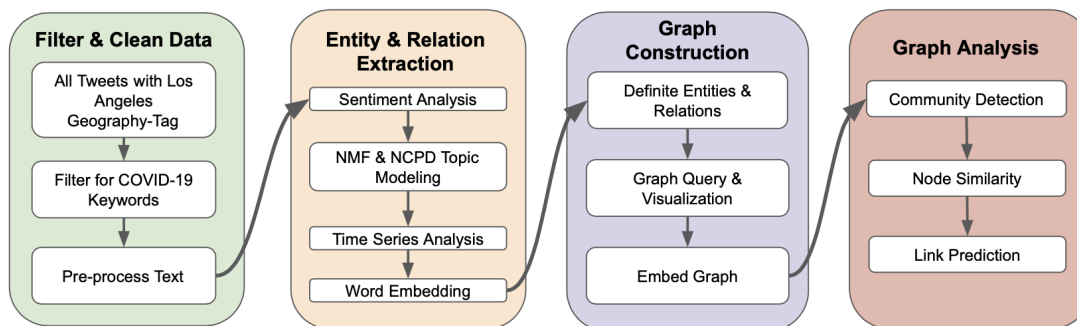 Filter & Clean Data
All Tweets with Los
Angeles
Geography-Tag
Filter for COVID-19
Keywords
Pre-process Text
Entity & Relation
Extraction
Sentiment Analysis
NMF & NCPD Topic
Modeling
Time Series Analysis
Word Embedding
Graph
Construction
Definite Entities &
Relations
Graph Query &
Visualization
Embed Graph
Graph Analysis
Community Detection
Node Similarity
Link Prediction